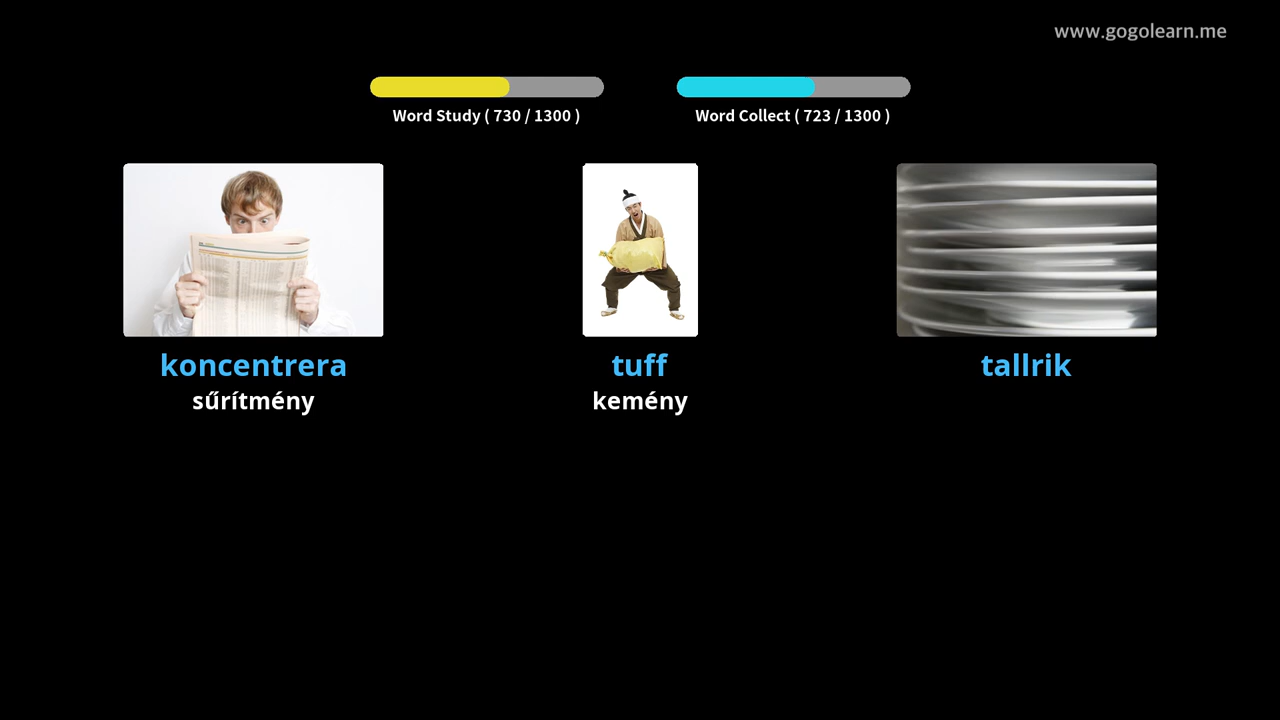 www.gogolearn.me
Word Study ( 730 / 1300 )
Word Collect ( 723 / 1300 )
koncentrera
sűrítmény
tuff
kemény
tallrik